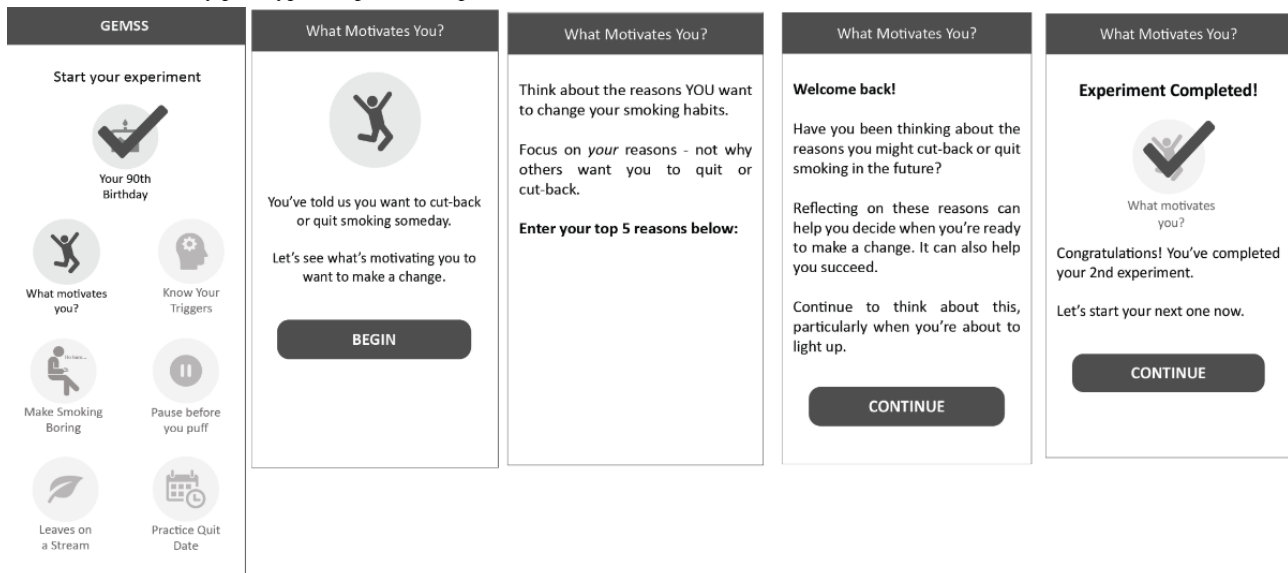 GEMSS
Start your experiment
Your 90th
Birthday
What motivates
you?
Know Your
Triggers
Make Smoking
Boring
Pause before
you puff
Leaves on
a Stream
Practice Quit
Date
What Motivates You?
You've told us you want to cut-back
or quit smoking someday.
Let's see what's motivating you to
want to make a change.
BEGIN
What Motivates You?
Think about the reasons YOU want
to change your smoking habits.
Focus on your reasons - not why
others want you to quit or
cut-back.
Enter your top 5 reasons below:
What Motivates You?
Welcome back!
Have you been thinking about the
reasons you might cut-back or quit
smoking in the future?
Reflecting on these reasons can
help you decide when you're ready
to make a change. It can also help
you succeed.
Continue to think about this,
particularly when you're about to
light up.
CONTINUE
What Motivates You?
Experiment Completed!
What motivates
you?
Congratulations! You've completed
your 2nd experiment.
Let's start your next one now.
CONTINUE